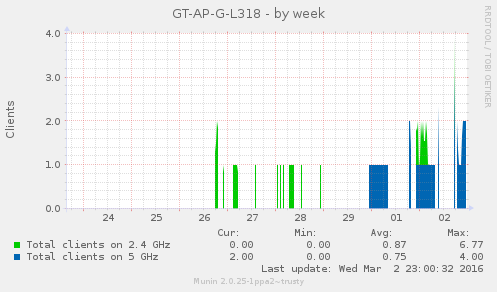 GT-AP-G-L318 - by week
RRDTOOL / TOBI OETIKER
Clients
4.0
3.0
2.0
1.0
0.0
24 25 26 27 28 29 01 02
Cur: Min: Avg: Max:
Total clients on 2.4 GHz 0.00 0.00 0.87 6.77
Total clients on 5 GHz 2.00 0.00 0.75 4.00
Last update: Wed Mar 2 23:00:32 2016
Munin 2.0.25-1ppa2~trusty